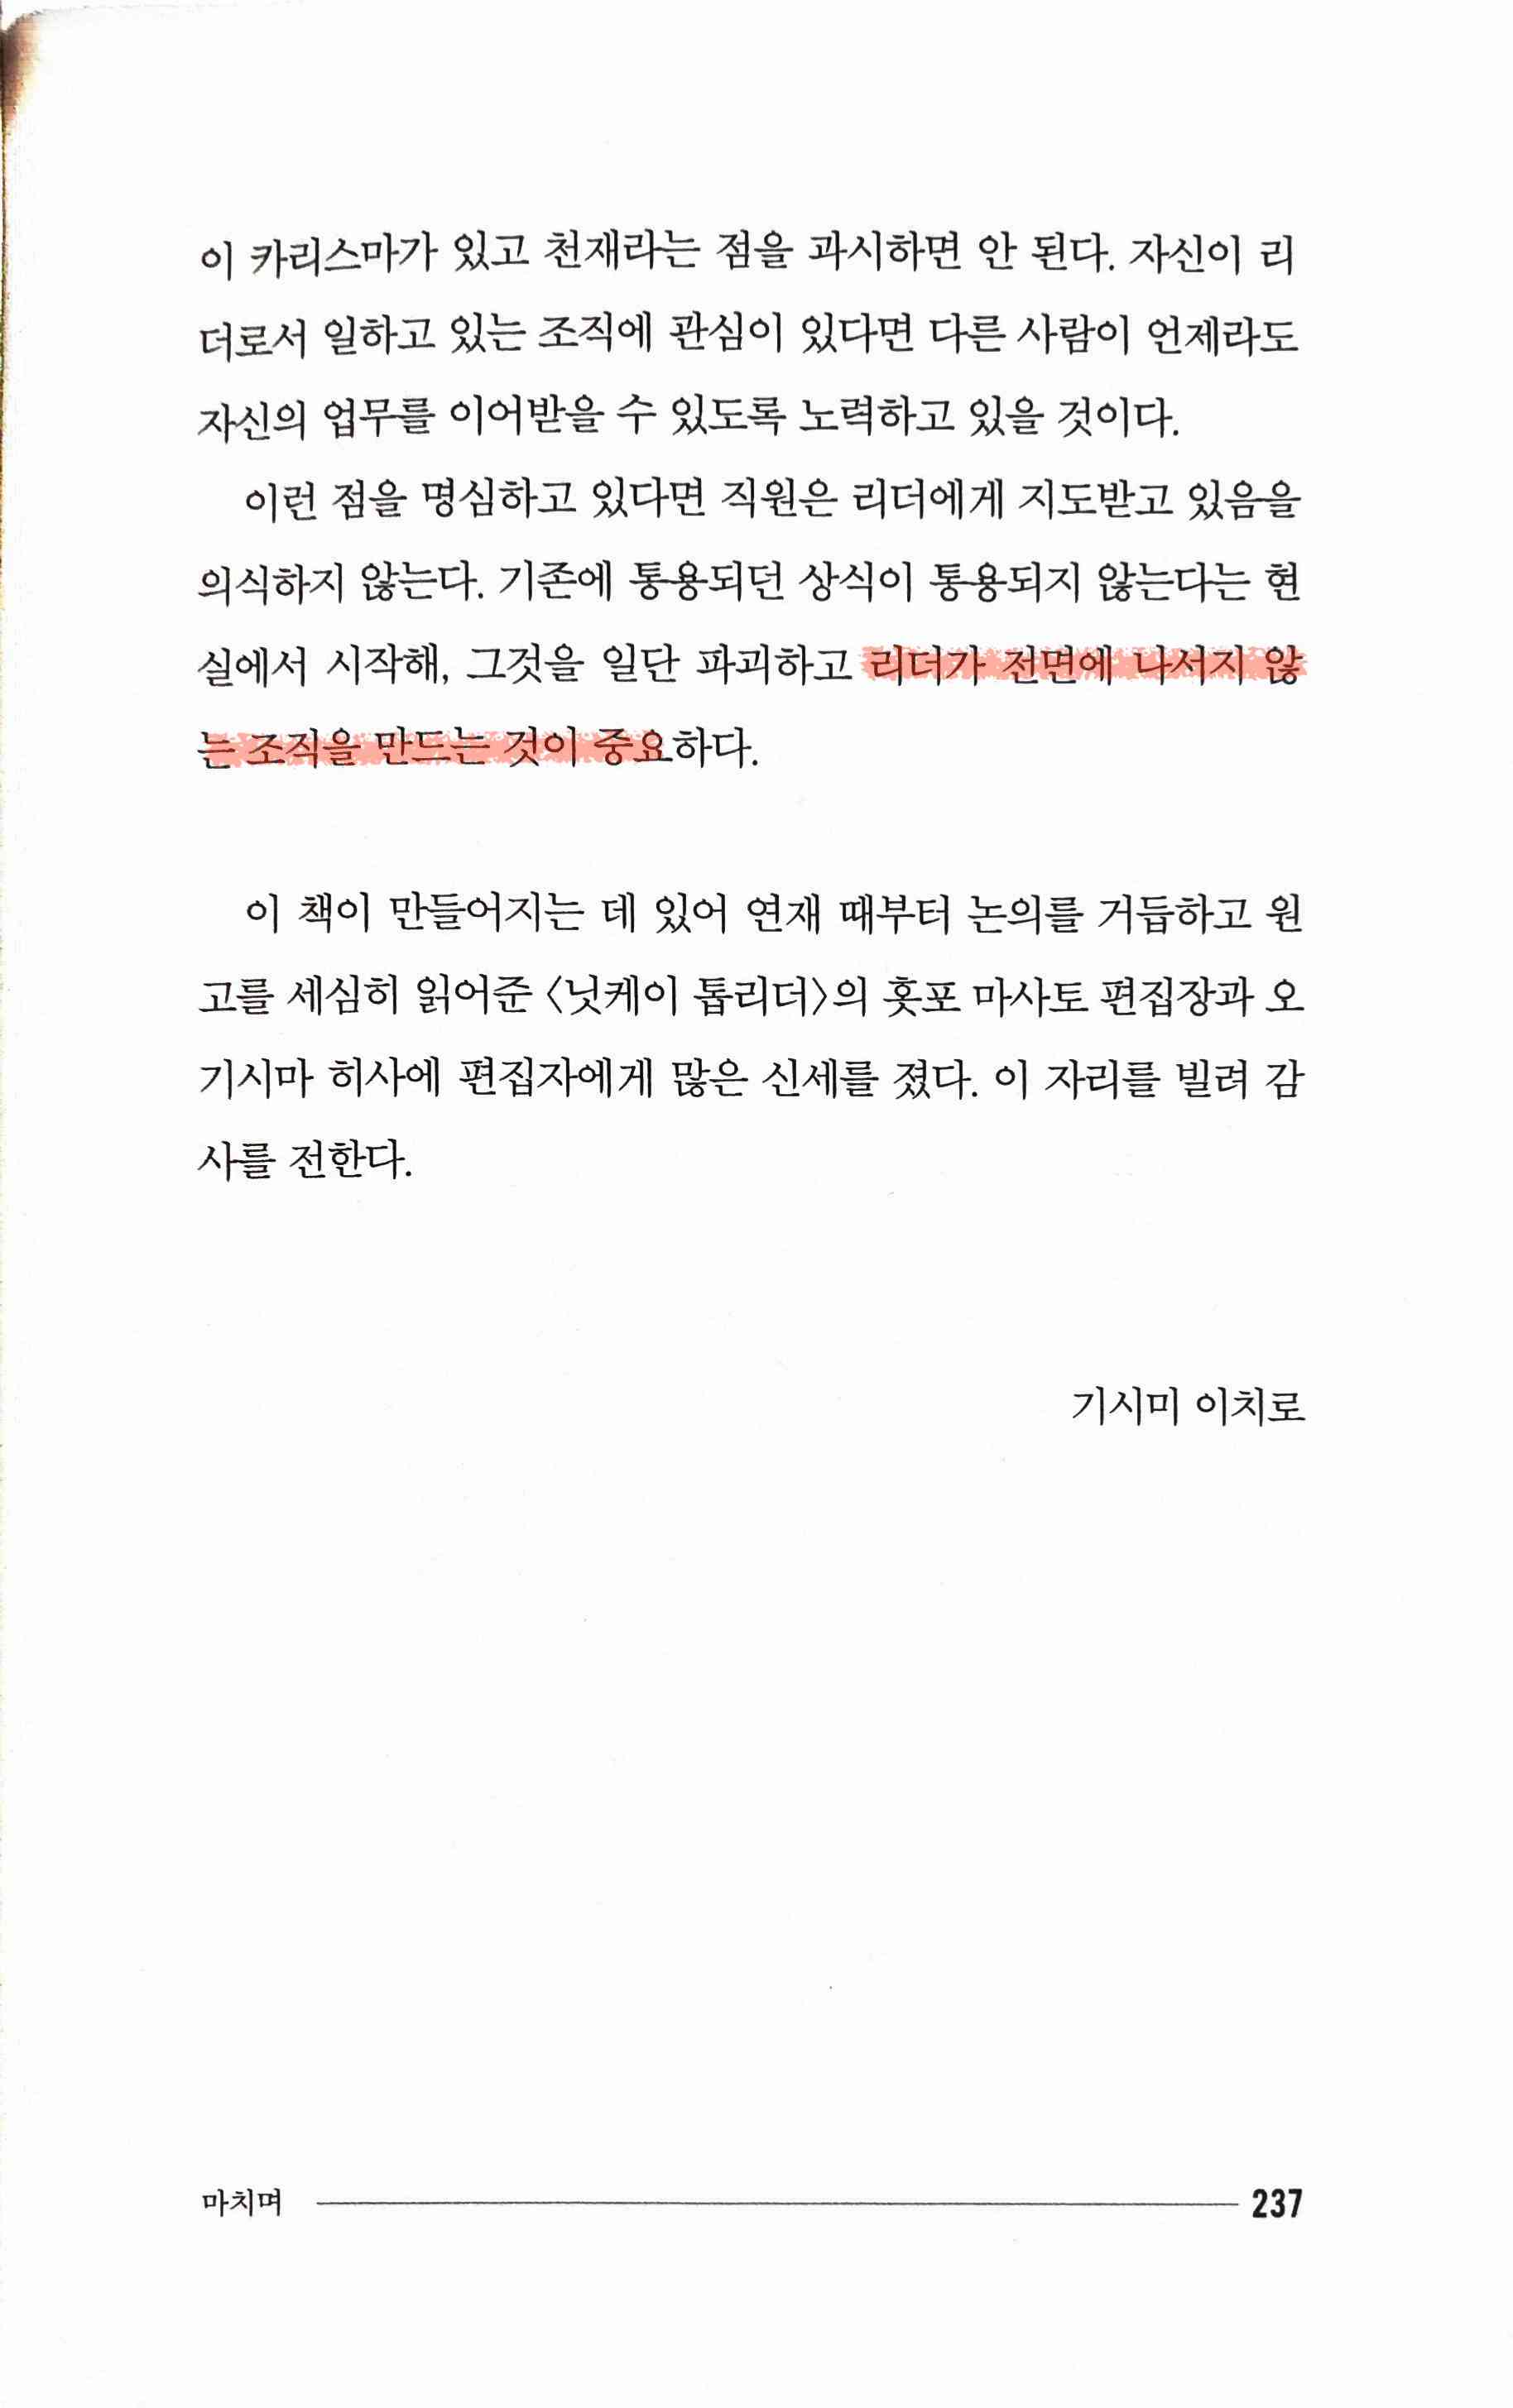 이 카리스마가 있고 천재라는 점을 과시하면 안 된다. 자신이 리
더로서 일하고 있는 조직에 관심이 있다면 다른 사람이 언제라도
자신의 업무를 이어받을 수 있도록 노력하고 있을 것이다.
이런 점을 명심하고 있다면 직원은 리더에게 지도받고 있음을
의식하지 않는다. 기존에 통용되던 상식이 통용되지 않는다는 현
실에서 시작해, 그것을 일단 파괴하고 리더가 전면에 나서지 않
는 조직을 만드는 것이 중요하다.
이 책이 만들어지는 데 있어 연재 때부터 논의를 거듭하고 원
고를 세심히 읽어준 〈닛케이 톱리더〉의 홋포 마사토 편집장과 오
기시마 히사에 편집자에게 많은 신세를 졌다. 이 자리를 빌려 감
사를 전한다.
기시미 이치로
마치며 237